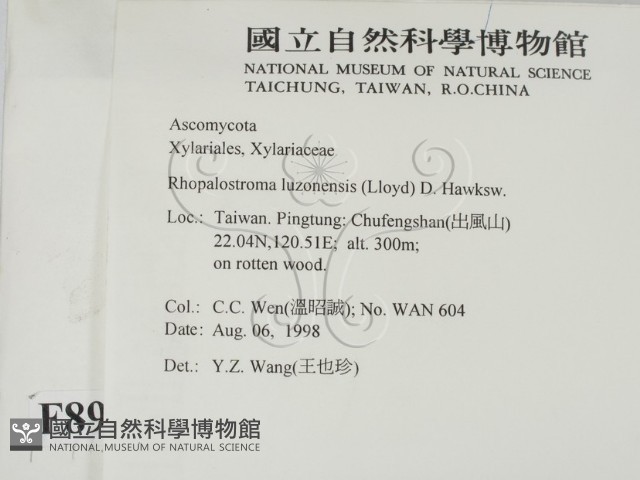 國立自然科學博物館
NATIONAL MUSEUM OF NATURAL SCIENCE
TAICHUNG, TAIWAN, R.O.CHINA
Ascomycota
Xylariales, Xylariaceae
Rhopalostroma luzonensis (Lloyd) D. Hawksw.
Loc.: Taiwan. Pingtung: Chufengshan(出風山)
22.04N,120.51E; alt. 300m;
on rotten wood.
Col.: C.C. Wen(溫昭誠); No. WAN 604
Date: Aug. 06, 1998
Det.: Y.Z. Wang(王也珍)
F89
國立自然科學博物館
NATIONAL MUSEUM OF NATURAL SCIENCE